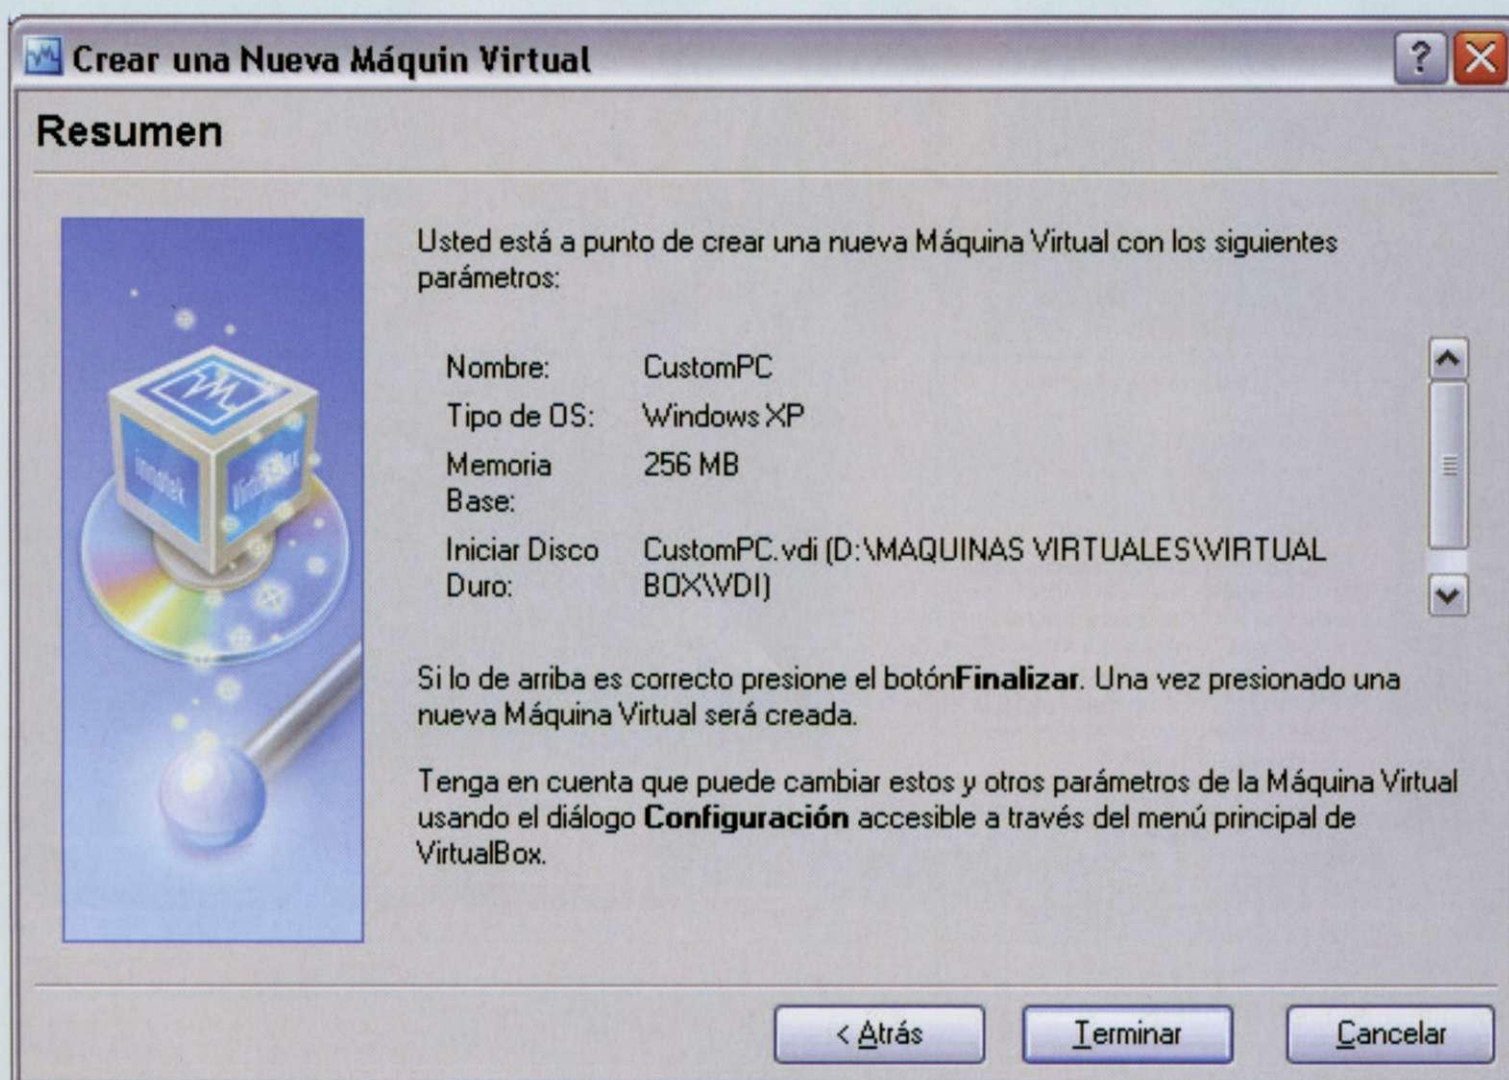 Crear una Nueva Máquin Virtual
Resumen
Usted está a punto de crear una nueva Máquina Virtual con los siguientes
parámetros:
Nombre: CustomPC
Tipo de OS: Windows XP
Memoria 256 MB
Base:
Iniciar Disco CustomPC.vdi (D:\MAQUINAS VIRTUALES\VIRTUAL
Duro: BOX\VDI)
innotek
VirtualBox
Si lo de arriba es correcto presione el botónFinalizar. Una vez presionado una
nueva Máquina Virtual será creada.
Tenga en cuenta que puede cambiar estos y otros parámetros de la Máquina Virtual
usando el diálogo Configuración accesible a través del menú principal de
VirtualBox.
< Atrás Terminar Cancelar